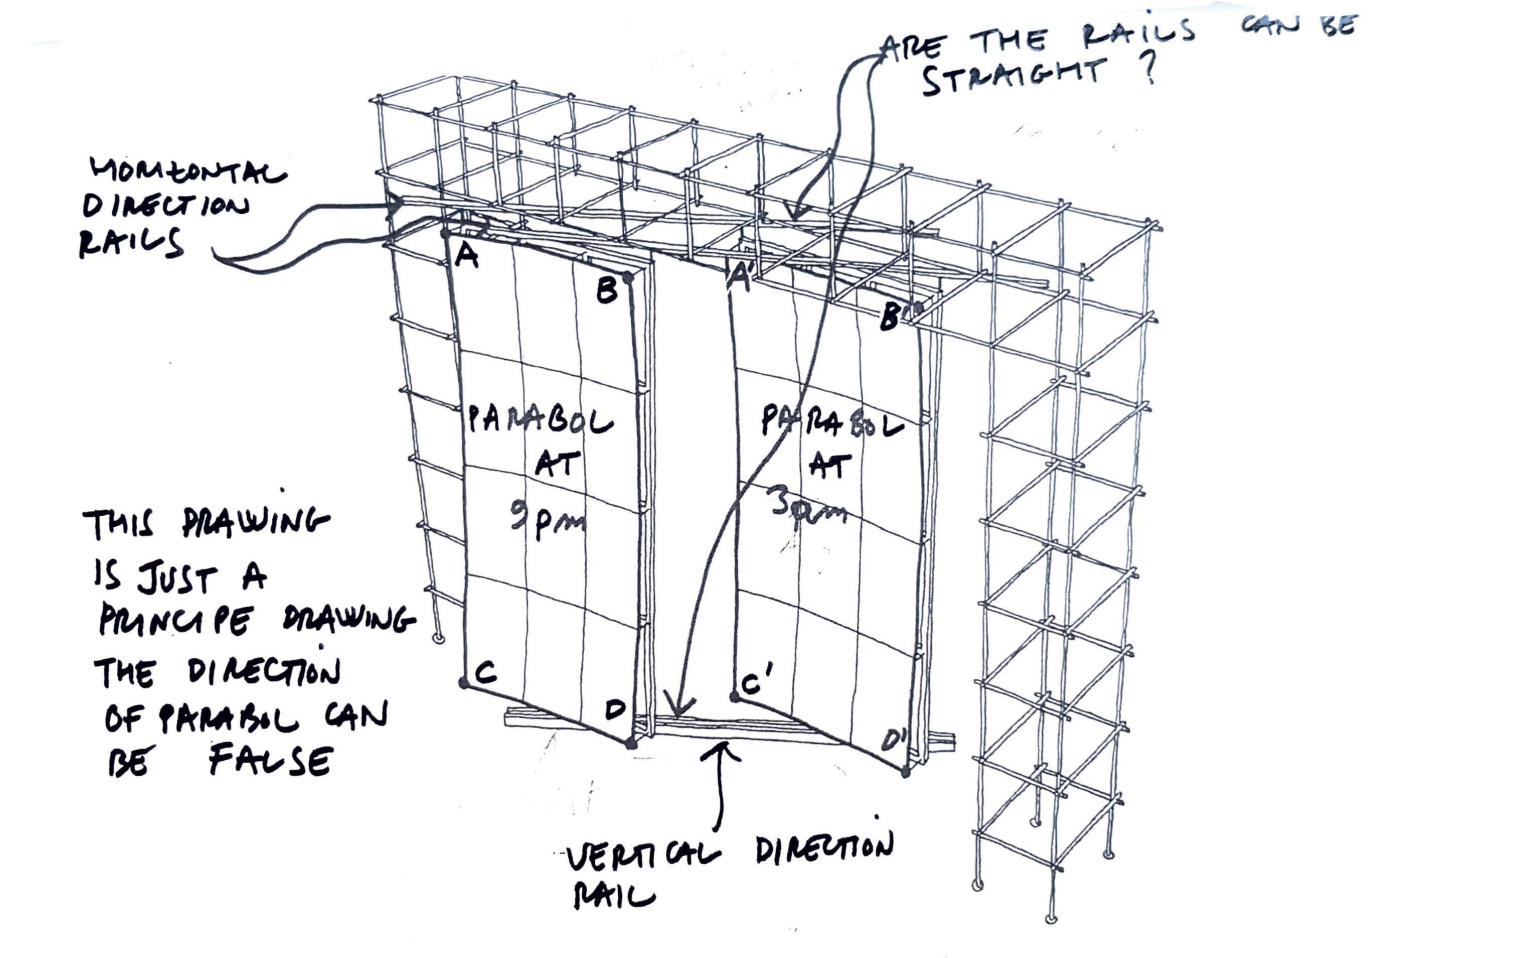 ARE THE RAILS CAN BE
STRAIGHT ?
HORIZONTAL
DIRECTION
RAILS
A
B
A'
B'
PARABOL
AT
9pm
PARABOL
AT
3pm
THIS DRAWING
IS JUST A
PRINCIPE DRAWING
THE DIRECTION
OF PARABOL CAN
BE FALSE
C
D
C'
D'
VERTICAL DIRECTION
RAIL